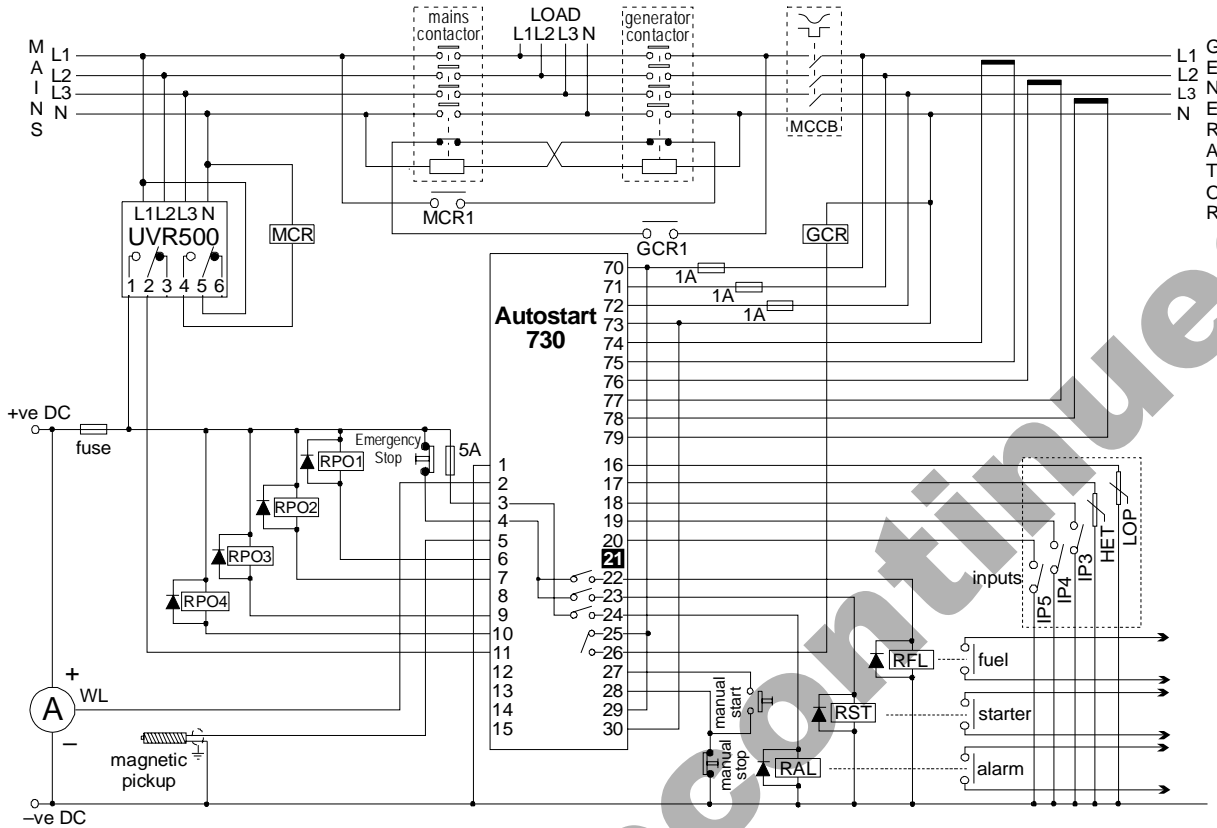 mains contactor
LOAD
L1 L2 L3 N
generator contactor
MAINS
L1
L2
L3
N
MCCB
L1
L2
L3
N
GENERATOR
L1 L2 L3 N
UVR500
1 2 3 4 5 6
MCR
MCR1
GCR1
GCR
Autostart
730
70
71
72
73
74
75
76
77
78
79
1A
1A
1A
+ve DC
fuse
Emergency
Stop
5A
RPO1
RPO2
RPO3
RPO4
1
2
3
4
5
6
7
8
9
10
11
12
13
14
15
16
17
18
19
20
21
22
23
24
25
26
27
28
29
30
inputs
IP5
IP4
IP3
HET
LOP
+
A
WL
–
magnetic
pickup
manual
start
manual
stop
RFL
fuel
RST
starter
RAL
alarm
–ve DC
continue